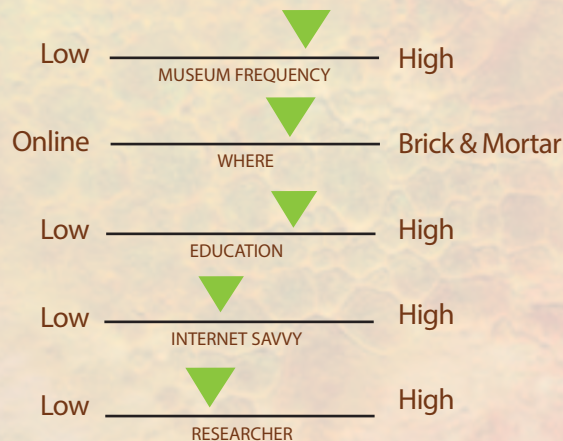 Low High
MUSEUM FREQUENCY
Online Brick & Mortar
WHERE
Low High
EDUCATION
Low High
INTERNET SAVVY
Low High
RESEARCHER